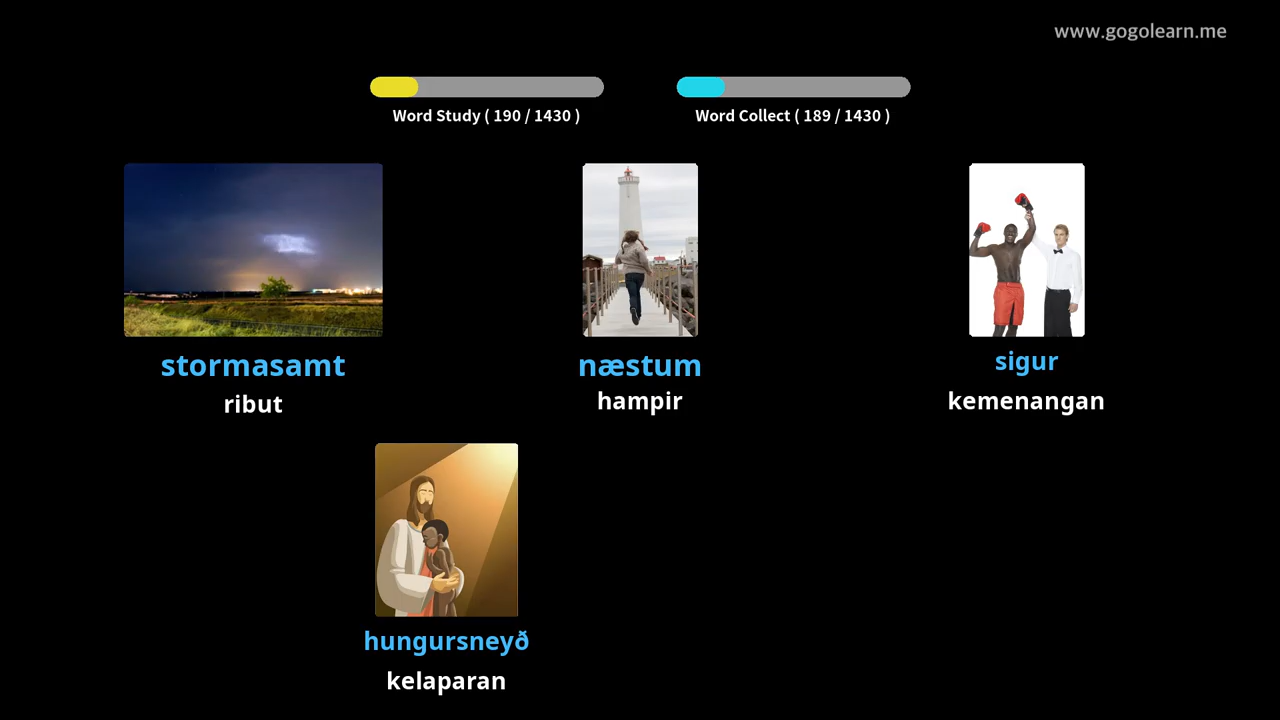 www.gogolearn.me
Word Study ( 190 / 1430 )
Word Collect ( 189 / 1430 )
stormasamt
ribut
næstum
hampir
sigur
kemenangan
hungursneyð
kelaparan